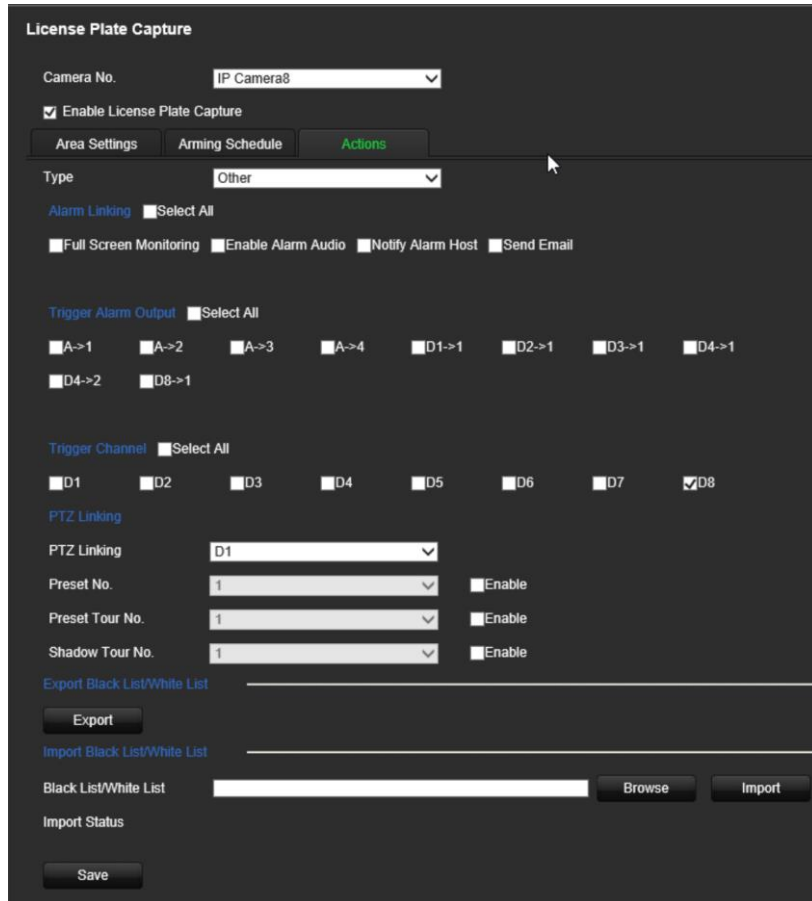 License Plate Capture
Camera No. IP Camera8
Enable License Plate Capture
Area Settings Arming Schedule Actions
Type Other
Alarm Linking Select All
Full Screen Monitoring Enable Alarm Audio Notify Alarm Host Send Email
Trigger Alarm Output Select All
A->1 A->2 A->3 A->4 D1->1 D2->1 D3->1 D4->1
D4->2 D8->1
Trigger Channel Select All
D1 D2 D3 D4 D5 D6 D7 D8
PTZ Linking
PTZ Linking D1
Preset No. 1 Enable
Preset Tour No. 1 Enable
Shadow Tour No. 1 Enable
Export Black List/White List
Export
Import Black List/White List
Black List/White List Browse Import
Import Status
Save